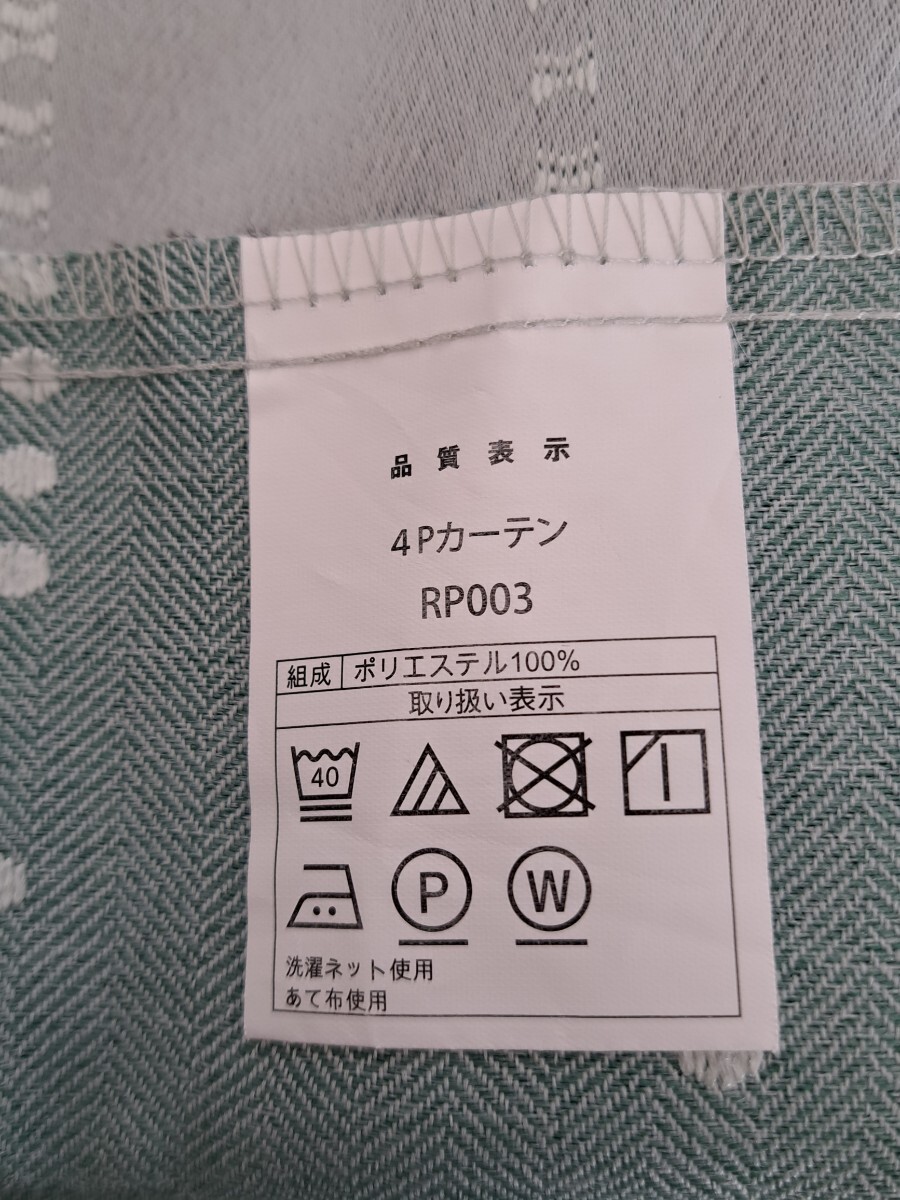 品質表示
4Pカーテン
RP003
組成 ポリエステル100%
取り扱い表示
40
P W
洗濯ネット使用
あて布使用